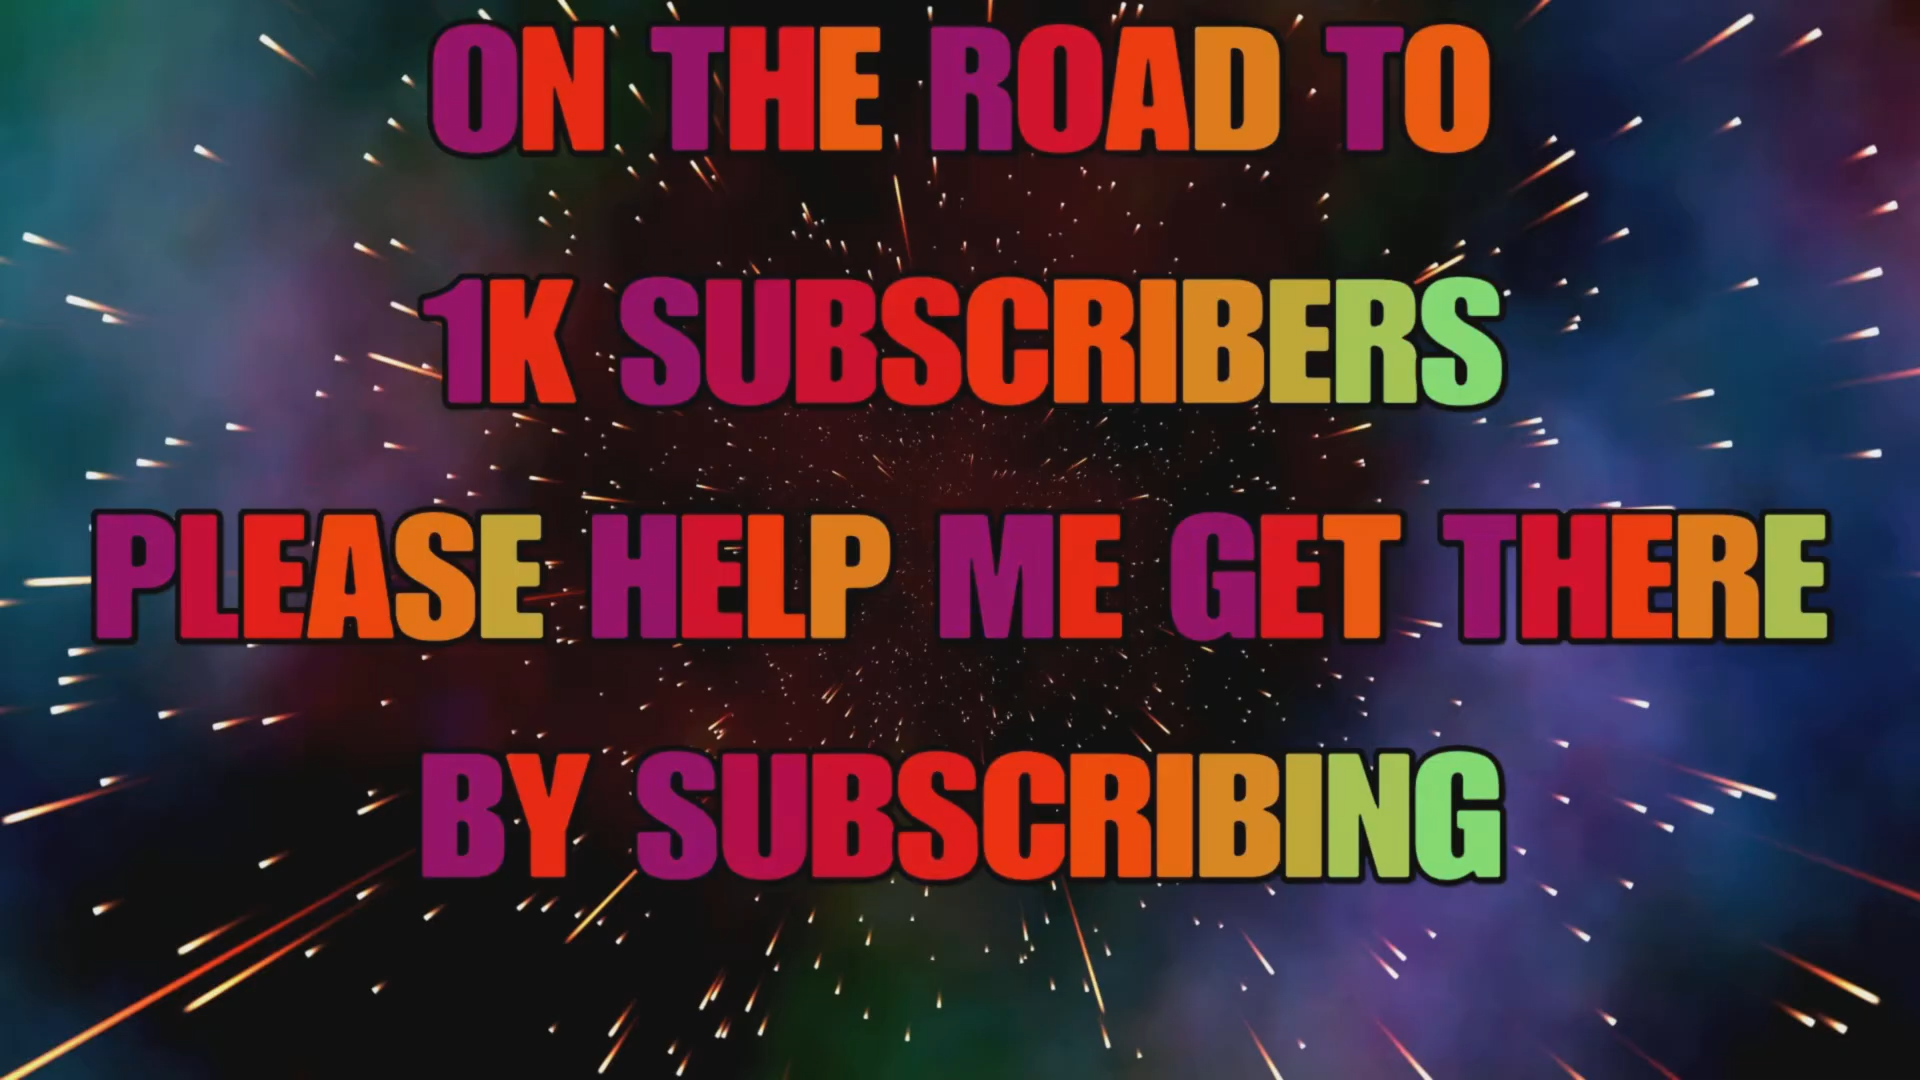 ON THE ROAD TO
1K SUBSCRIBERS
PLEASE HELP ME GET THERE
BY SUBSCRIBING